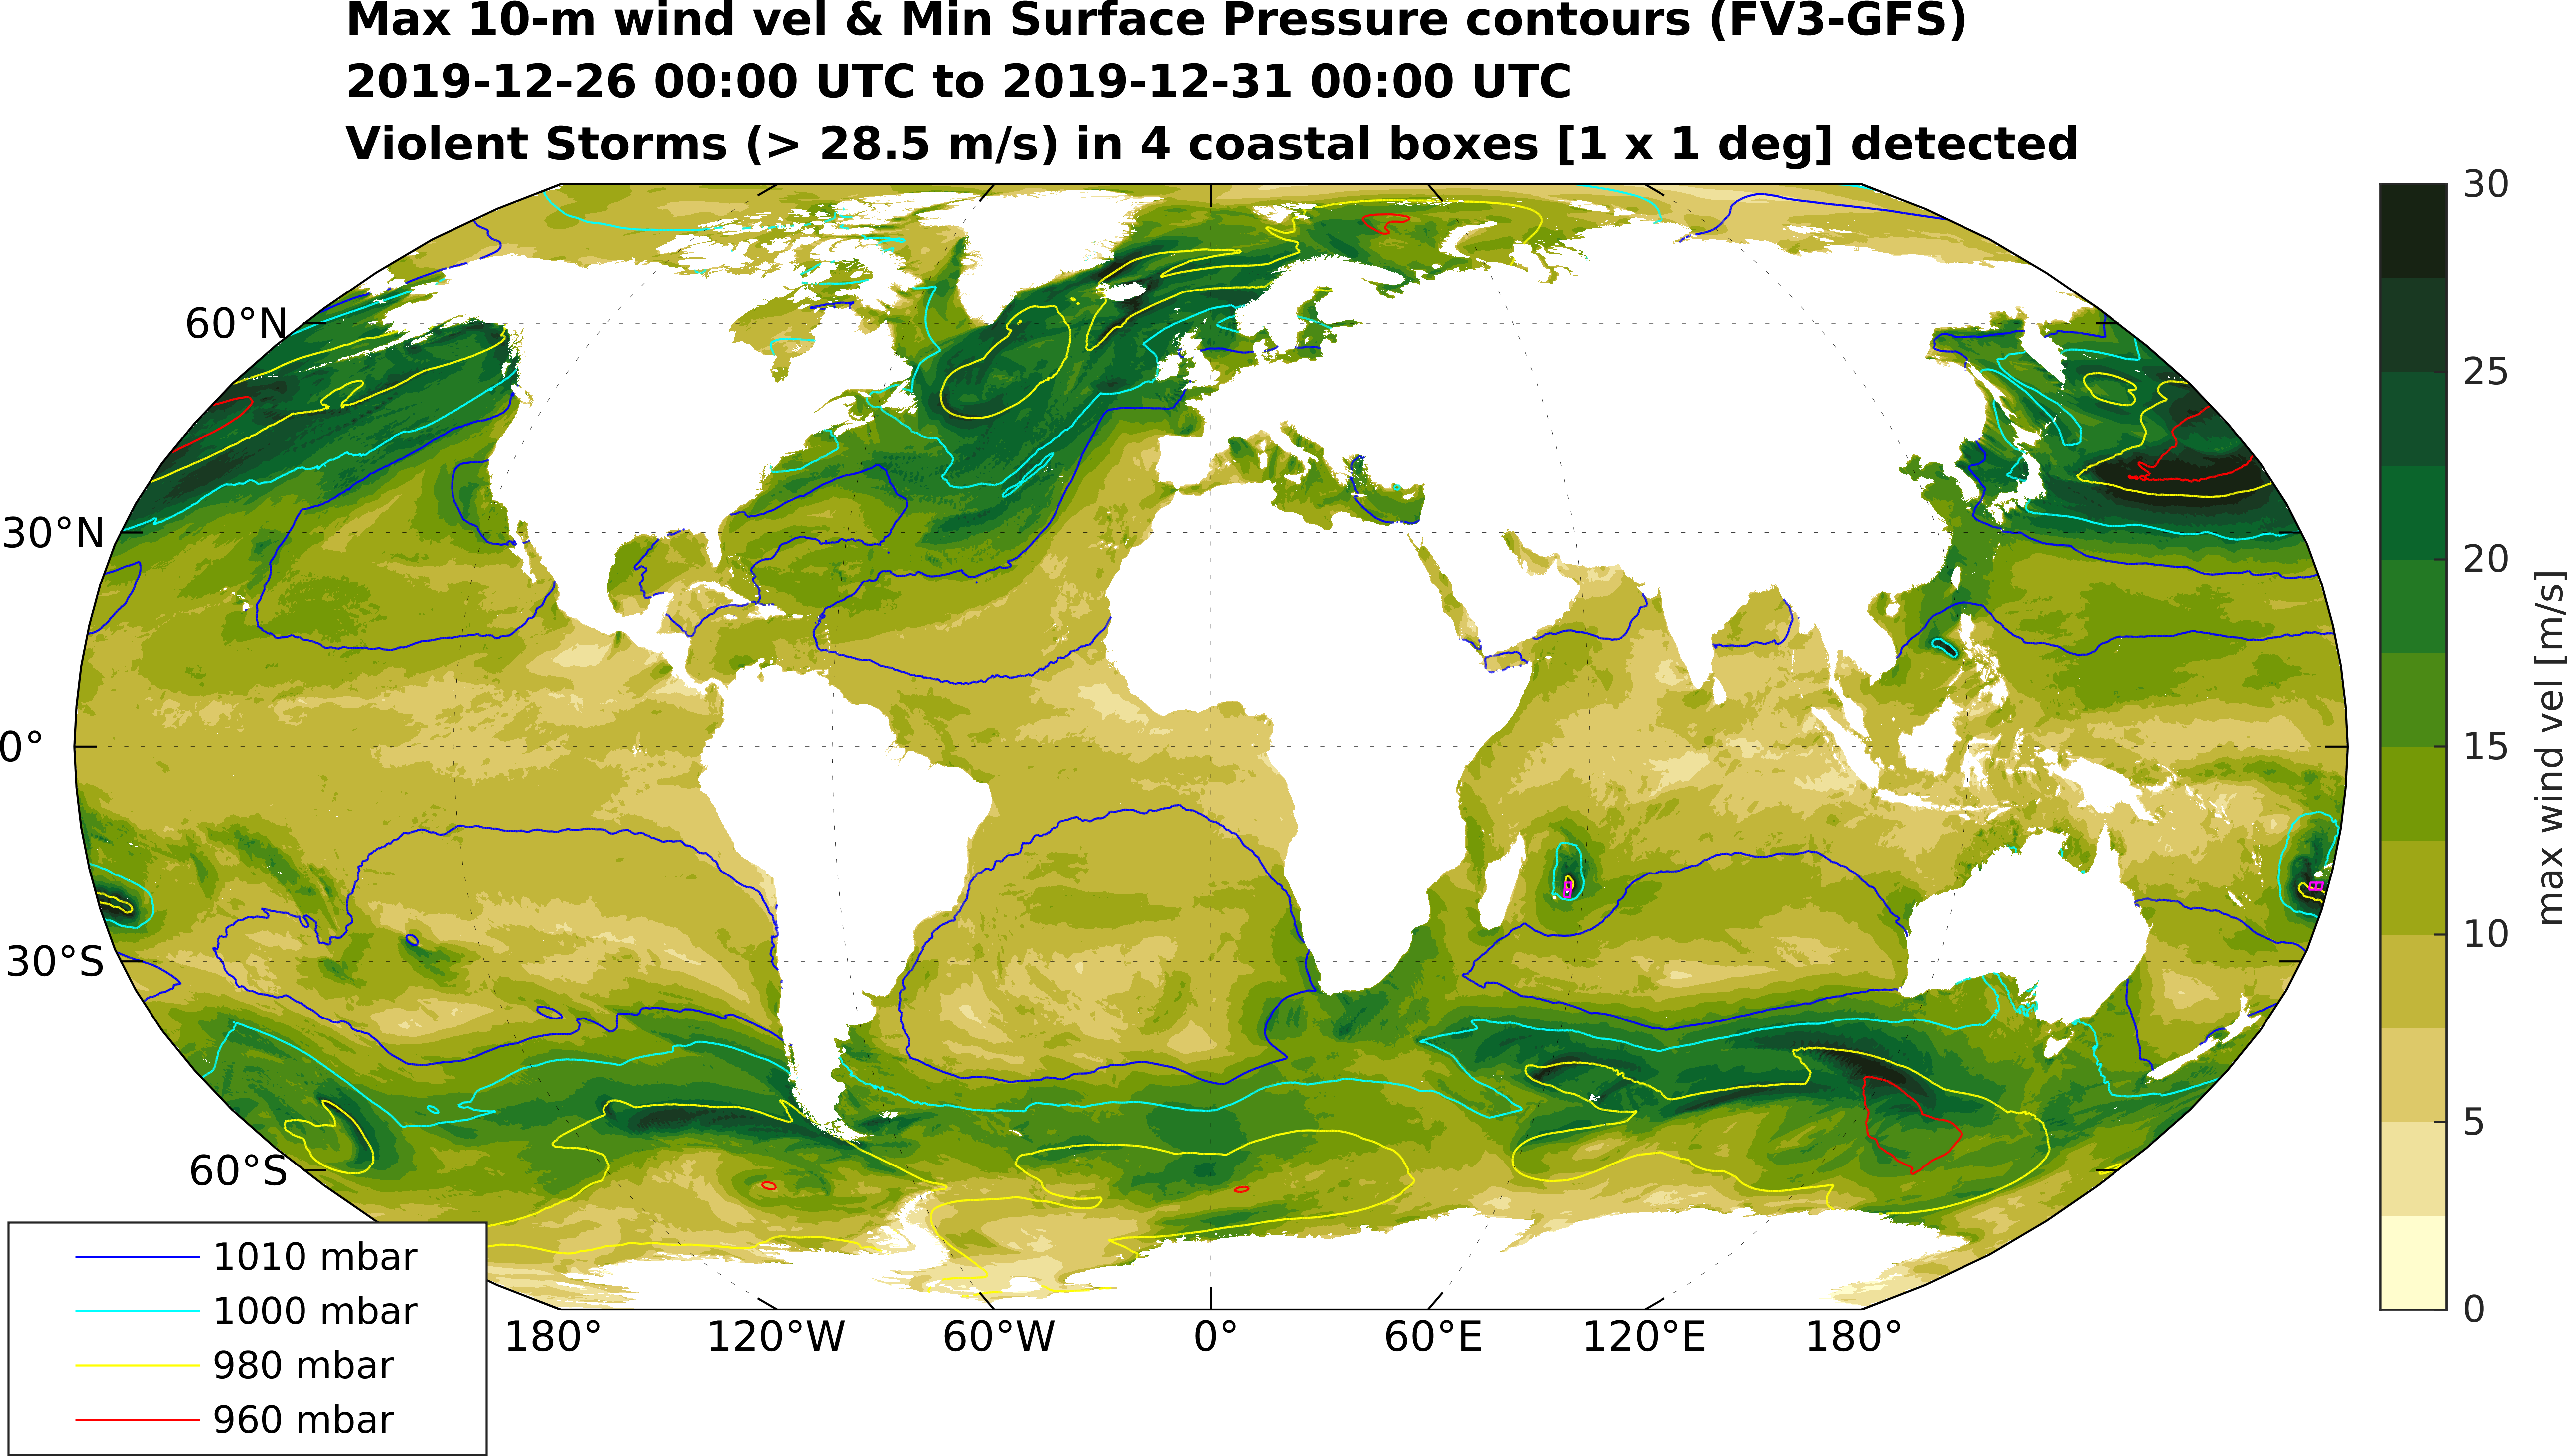 Max 10-m wind vel & Min Surface Pressure contours (FV3-GFS)
2019-12-26 00:00 UTC to 2019-12-31 00:00 UTC
Violent Storms (> 28.5 m/s) in 4 coastal boxes [1 x 1 deg] detected
60°N
30°N
0°
30°S
60°S
180°
120°W
60°W
0°
60°E
120°E
180°
1010 mbar
1000 mbar
980 mbar
960 mbar
30
25
20
15
10
5
0
max wind vel [m/s]